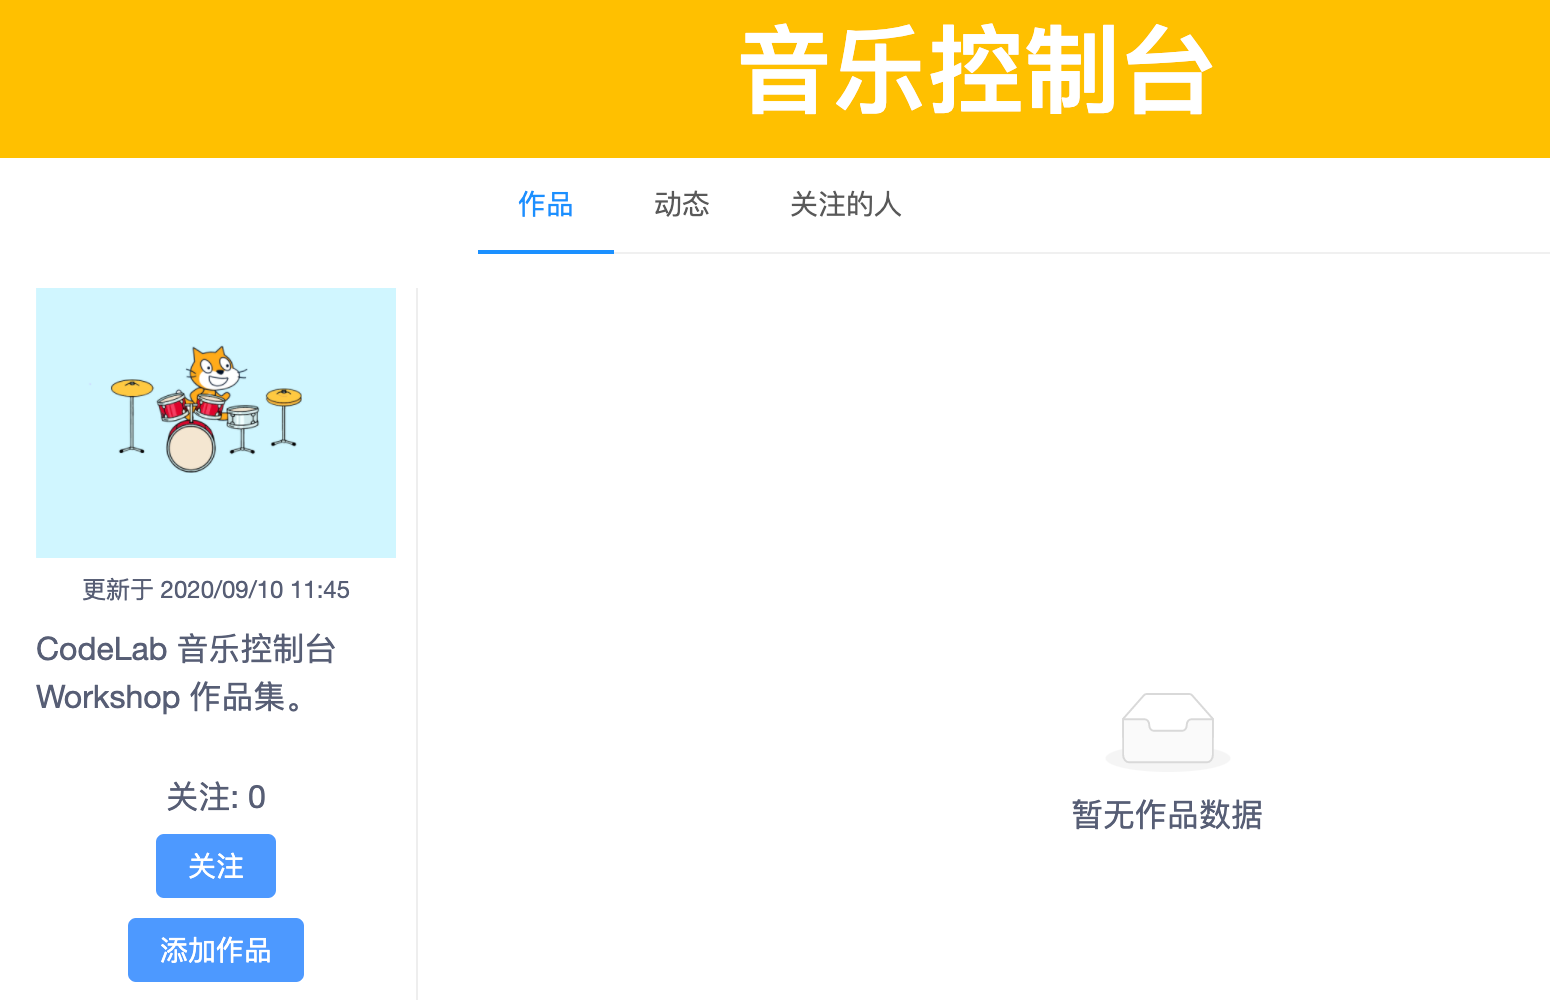 音乐控制台
作品 动态 关注的人
更新于 2020/09/10 11:45
CodeLab 音乐控制台
Workshop 作品集。
关注: 0
关注
添加作品
暂无作品数据